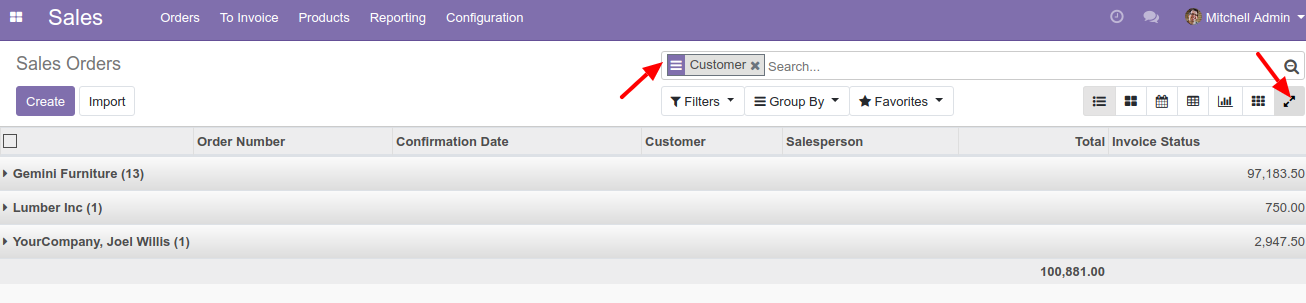 Sales Orders To Invoice Products Reporting Configuration Mitchell Admin
Sales Orders Customer Search...
Create Import Filters Group By Favorites
Order Number Confirmation Date Customer Salesperson Total Invoice Status
Gemini Furniture (13) 97,183.50
Lumber Inc (1) 750.00
YourCompany, Joel Willis (1) 2,947.50
100,881.00